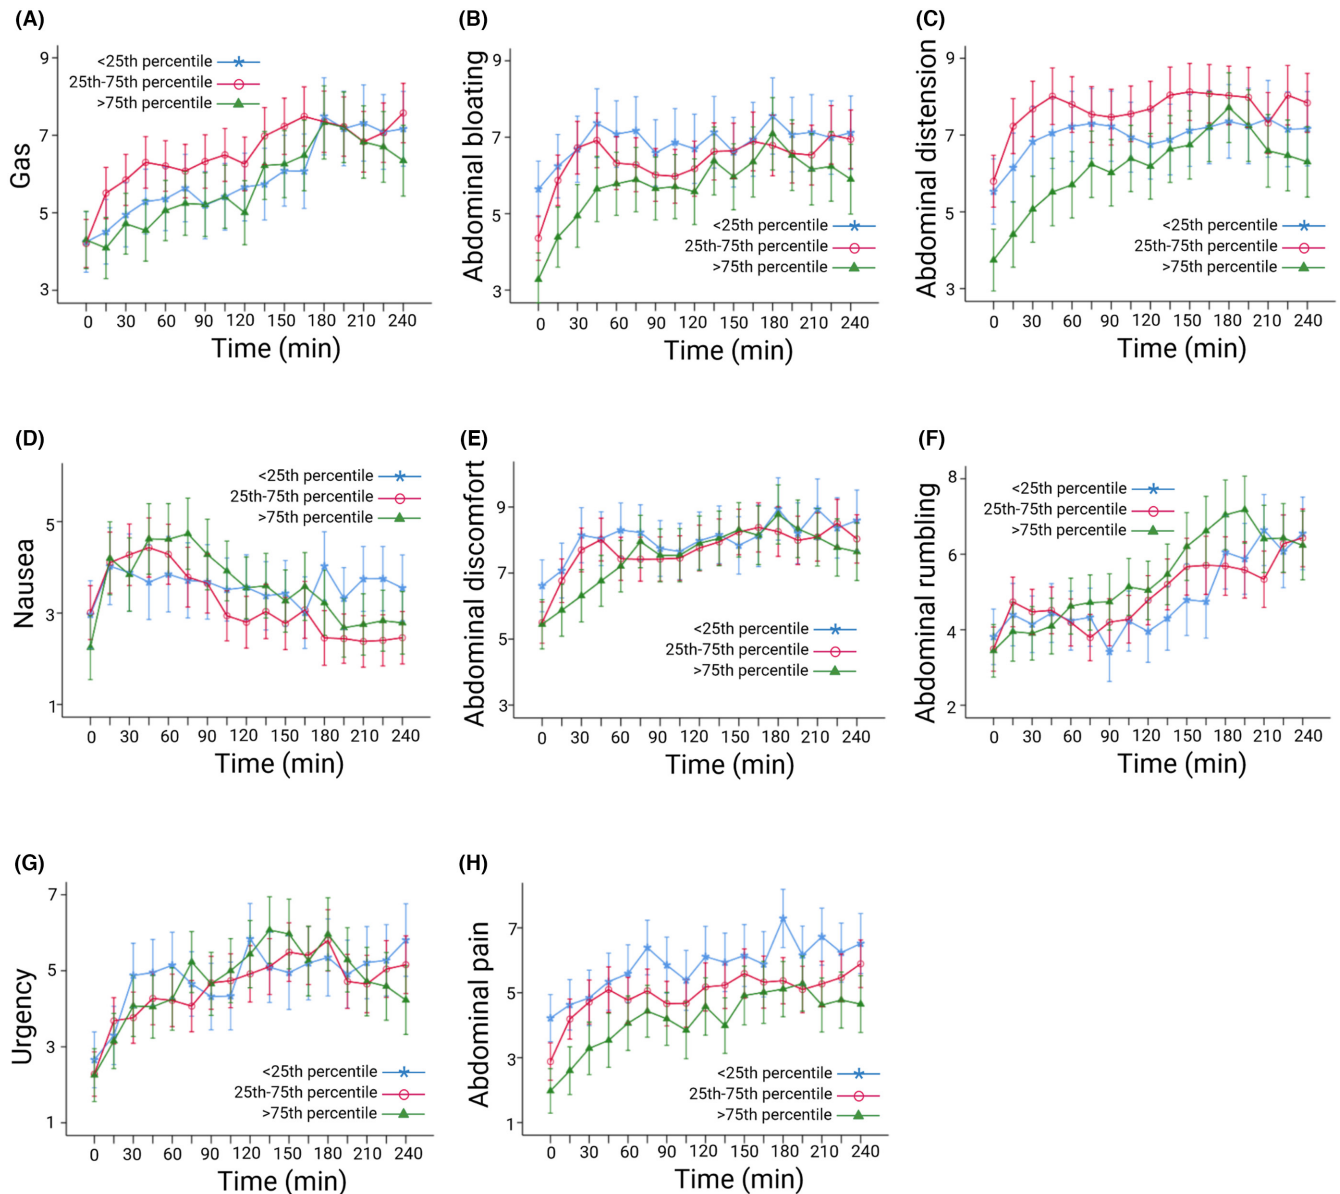 (A)
9
7
5
3
Gas
<25th percentile
25th-75th percentile
>75th percentile
0 30 60 90 120 150 180 210 240
Time (min)
(B)
9
7
5
3
Abdominal bloating
<25th percentile
25th-75th percentile
>75th percentile
0 30 60 90 120 150 180 210 240
Time (min)
(C)
9
7
5
3
Abdominal distension
<25th percentile
25th-75th percentile
>75th percentile
0 30 60 90 120 150 180 210 240
Time (min)
(D)
5
3
1
Nausea
<25th percentile
25th-75th percentile
>75th percentile
0 30 60 90 120 150 180 210 240
Time (min)
(E)
9
7
5
3
Abdominal discomfort
<25th percentile
25th-75th percentile
>75th percentile
0 30 60 90 120 150 180 210 240
Time (min)
(F)
8
6
4
2
Abdominal rumbling
<25th percentile
25th-75th percentile
>75th percentile
0 30 60 90 120 150 180 210 240
Time (min)
(G)
7
5
3
1
Urgency
<25th percentile
25th-75th percentile
>75th percentile
0 30 60 90 120 150 180 210 240
Time (min)
(H)
7
5
3
1
Abdominal pain
<25th percentile
25th-75th percentile
>75th percentile
0 30 60 90 120 150 180 210 240
Time (min)